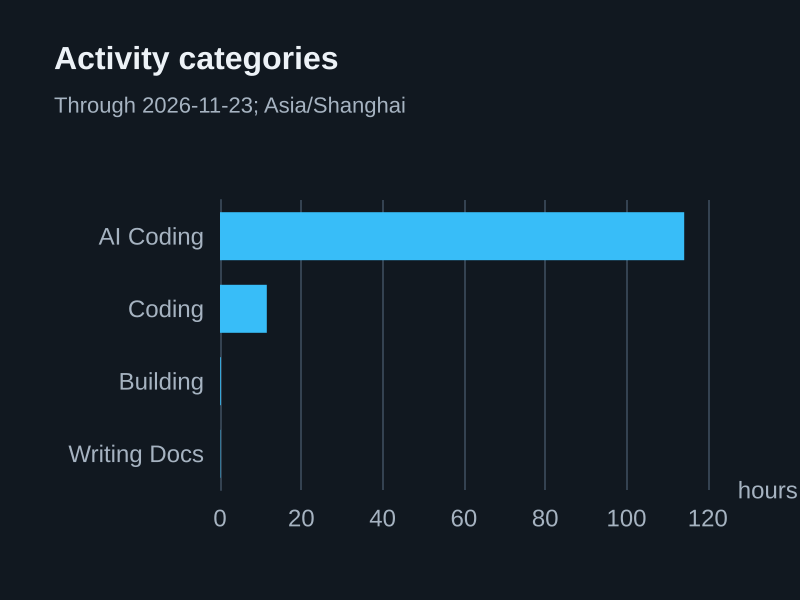 Activity categories
Through 2026-11-23; Asia/Shanghai
AI Coding
Coding
Building
Writing Docs
hours
0 20 40 60 80 100 120